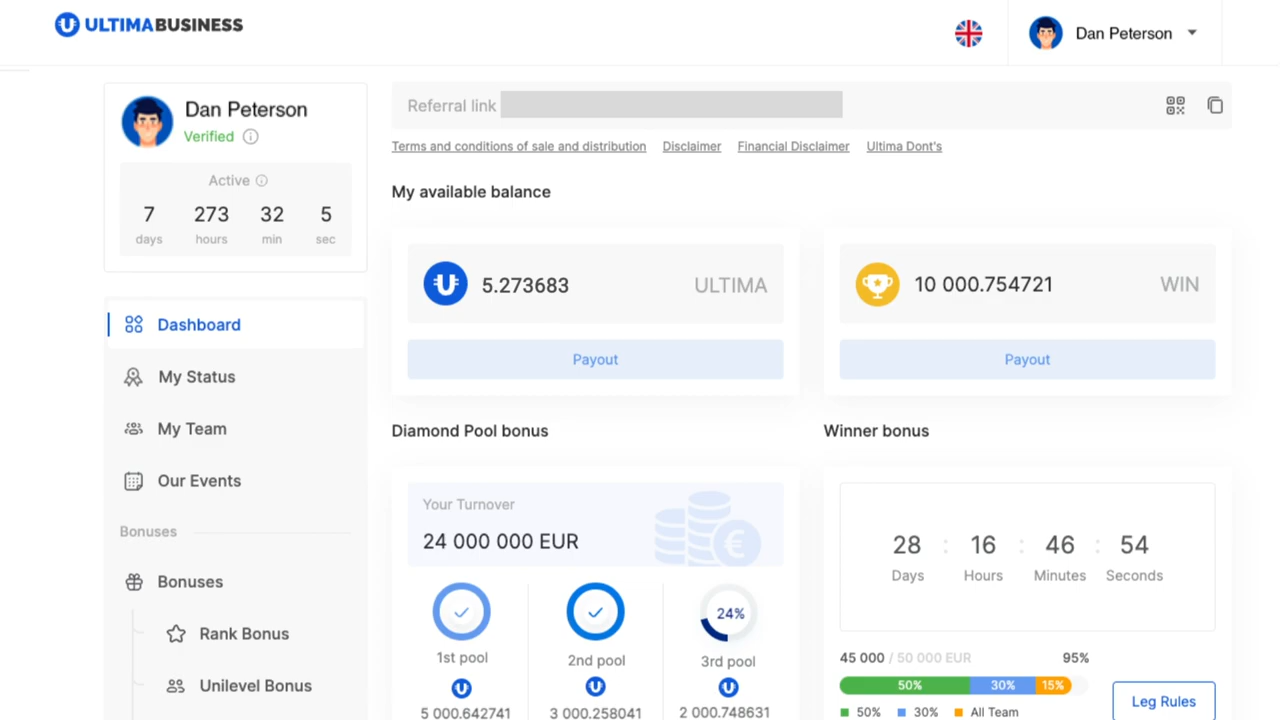 ULTIMABUSINESS
Dan Peterson
Dan Peterson
Verified
Active
7 273 32 5
days hours min sec
Dashboard
My Status
My Team
Our Events
Bonuses
Bonuses
Rank Bonus
Unilevel Bonus
Referral link
Terms and conditions of sale and distribution Disclaimer Financial Disclaimer Ultima Dont's
My available balance
5.273683 ULTIMA
Payout
10 000.754721 WIN
Payout
Diamond Pool bonus
Your Turnover
24 000 000 EUR
24%
1st pool 2nd pool 3rd pool
5 000.642741 3 000.258041 2 000.748631
Winner bonus
28 : 16 : 46 : 54
Days Hours Minutes Seconds
45 000 / 50 000 EUR 95%
50% 30% 15%
50% 30% All Team
Leg Rules